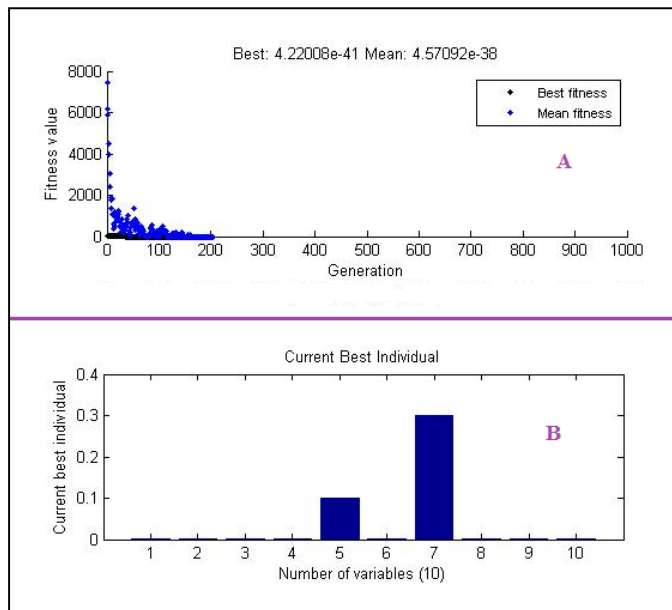 Best: 4.22008e-41 Mean: 4.57092e-38
8000
6000
4000
2000
0
Fitness value
Best fitness
Mean fitness
A
0 100 200 300 400 500 600 700 800 900 1000
Generation
Current Best Individual
0.4
0.3
0.2
0.1
0
Current best individual
B
1 2 3 4 5 6 7 8 9 10
Number of variables (10)